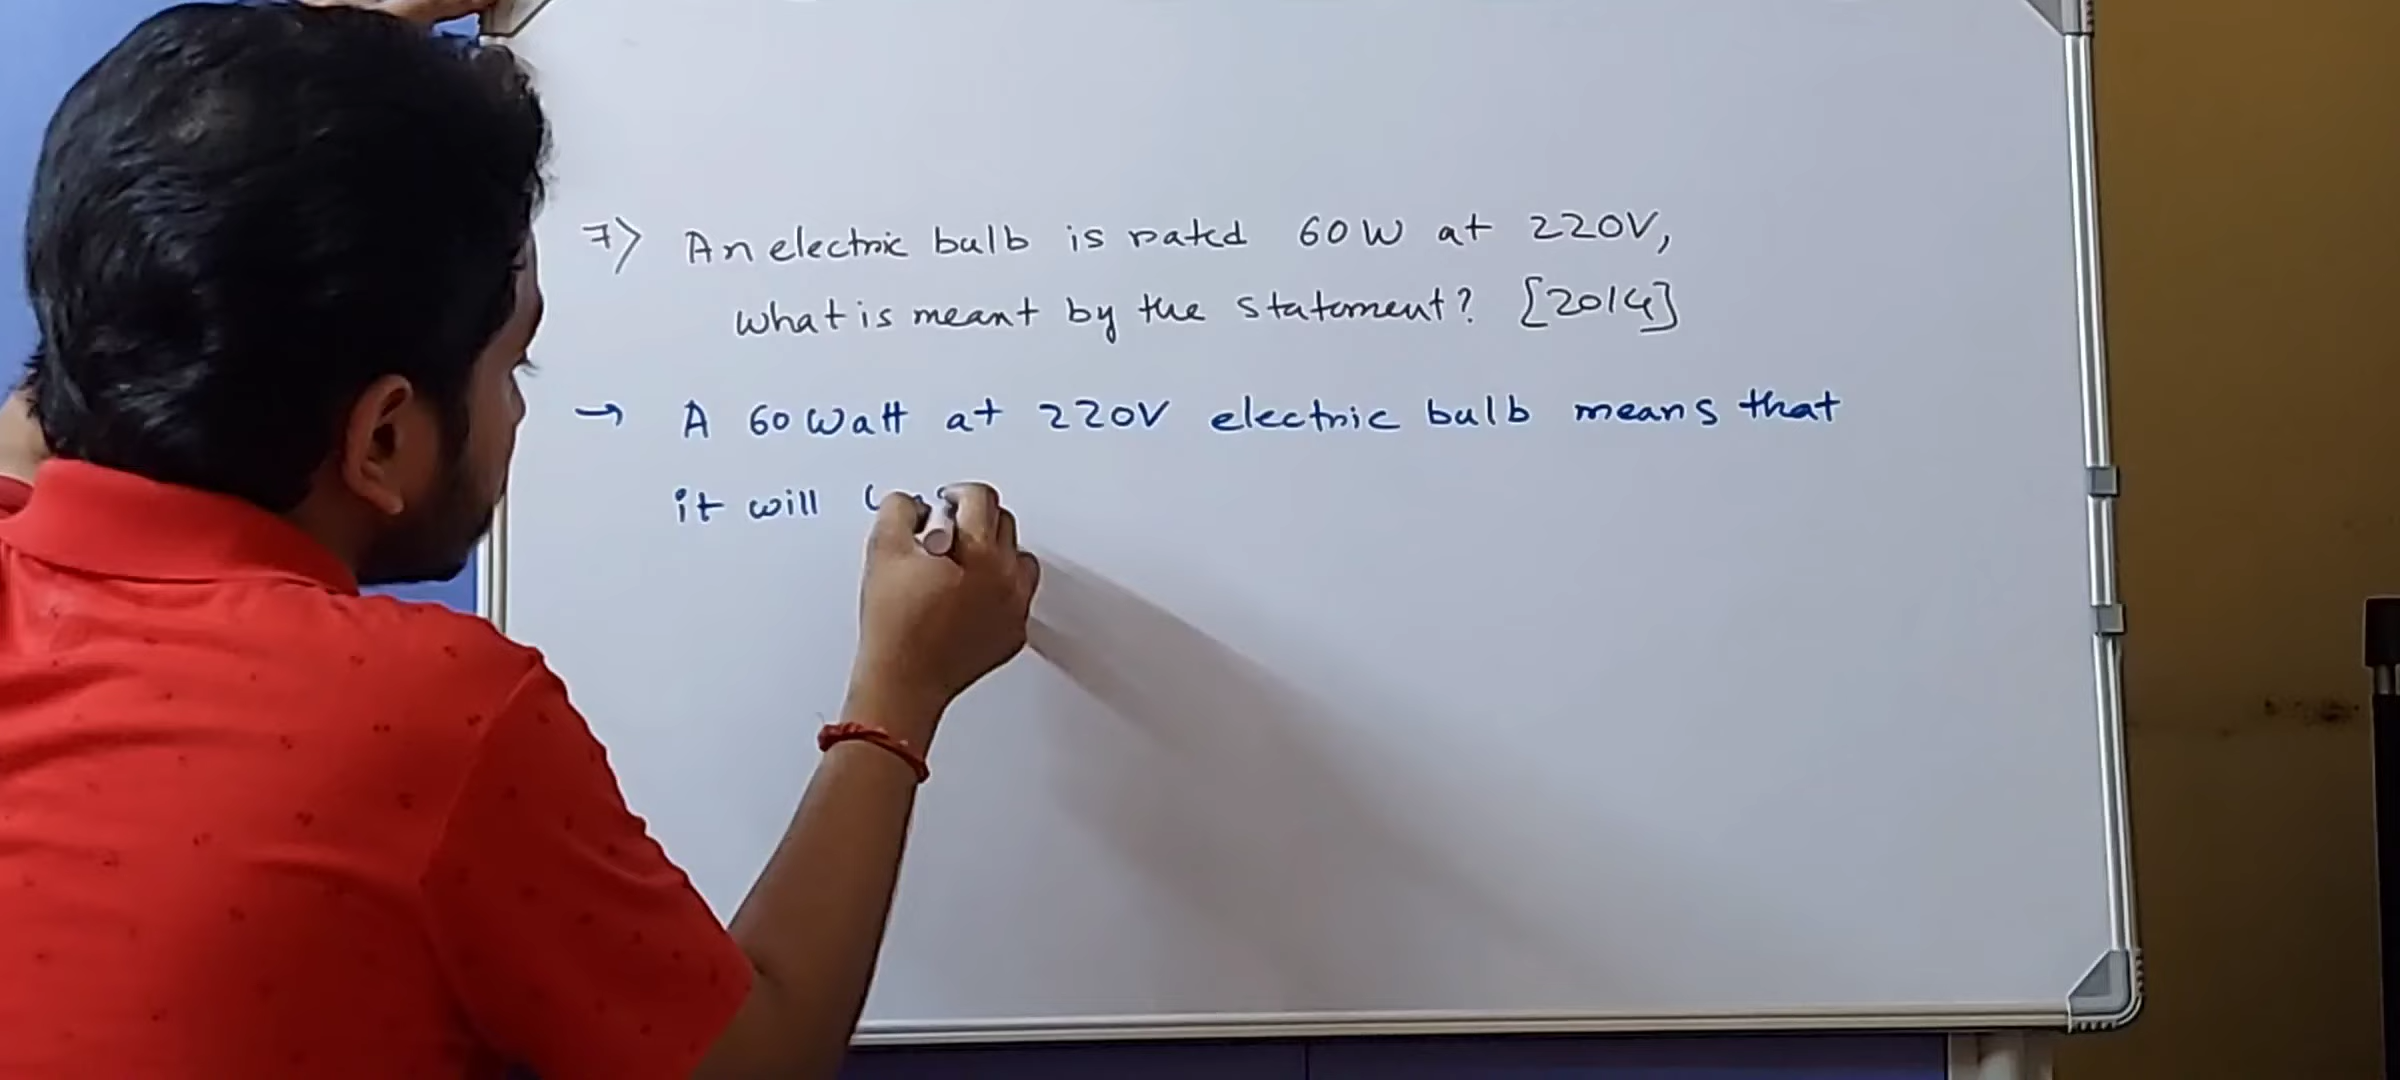 7) An electric bulb is rated 60W at 220V,
what is meant by the statement? [2014]
→ A 60 Watt at 220V electric bulb means that
it will